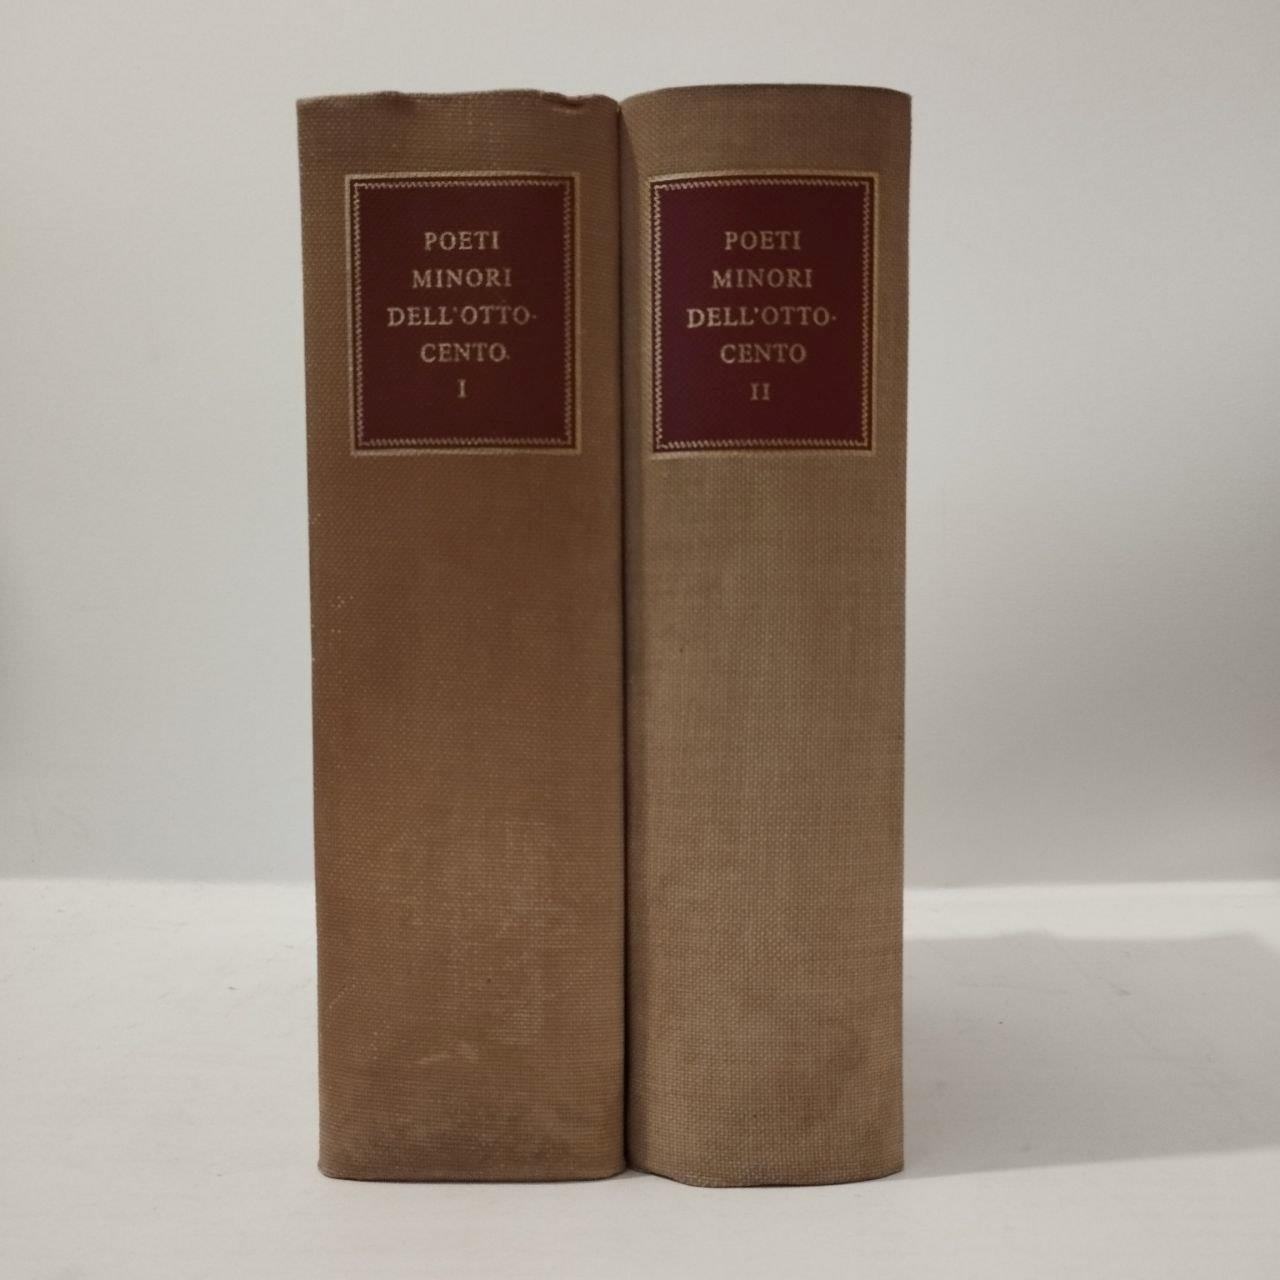 POETI
MINORI
DELL'OTTO-
CENTO
I
POETI
MINORI
DELL'OTTO-
CENTO
II